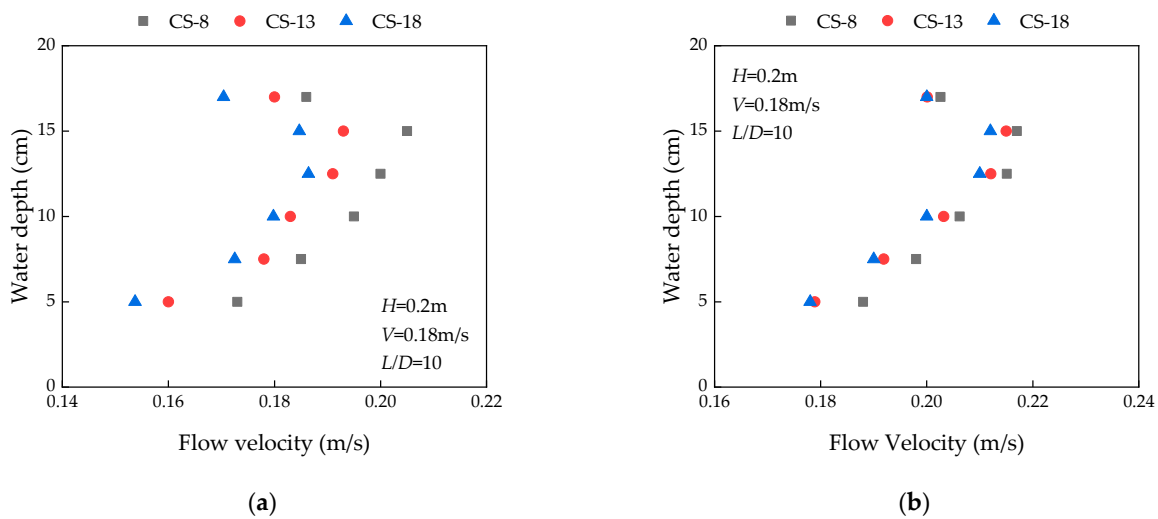 CS-8 CS-13 CS-18
20
15
10
5
0
Water depth (cm)
H=0.2m
V=0.18m/s
L/D=10
0.14 0.16 0.18 0.20 0.22
Flow velocity (m/s)
(a)
CS-8 CS-13 CS-18
20
15
10
5
0
Water depth (cm)
H=0.2m
V=0.18m/s
L/D=10
0.16 0.18 0.20 0.22 0.24
Flow Velocity (m/s)
(b)